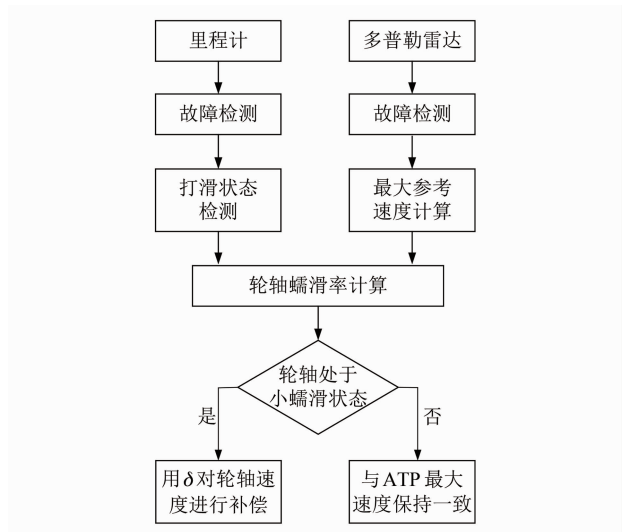 里程计
多普勒雷达
故障检测
故障检测
打滑状态
检测
最大参考
速度计算
轮轴蠕滑率计算
轮轴处于
小蠕滑状态
是
否
用δ对轮轴速
度进行补偿
与ATP最大
速度保持一致